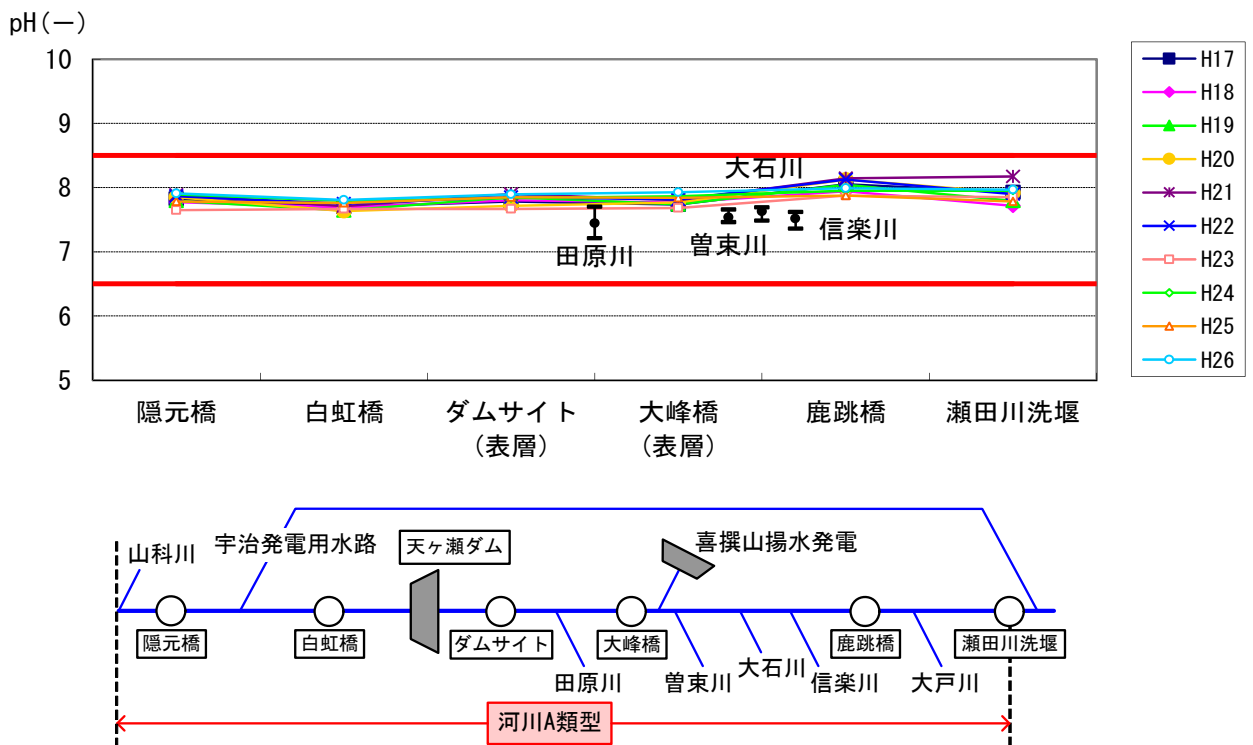 pH(－)
10
9
8
7
6
5
大石川
田原川
曽束川
信楽川
隠元橋
白虹橋
ダムサイト
(表層)
大峰橋
(表層)
鹿跳橋
瀬田川洗堰
H17
H18
H19
H20
H21
H22
H23
H24
H25
H26
山科川
宇治発電用水路
天ヶ瀬ダム
喜撰山揚水発電
隠元橋
白虹橋
ダムサイト
大峰橋
鹿跳橋
瀬田川洗堰
田原川
曽束川
大石川
信楽川
大戸川
河川A類型